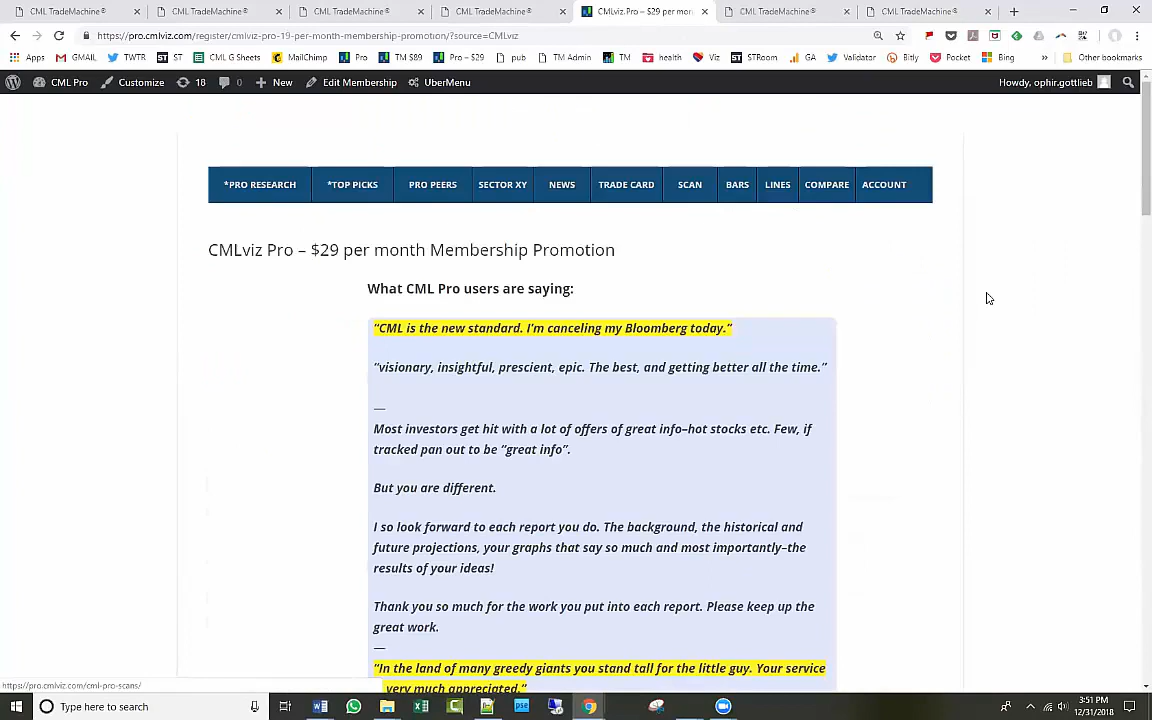 CML TradeMachine®
CML TradeMachine®
CML TradeMachine®
CML TradeMachine®
CMLviz Pro – $29 per mon
CML TradeMachine®
CML TradeMachine®
https://pro.cmlviz.com/register/cmlviz-pro-19-per-month-membership-promotion/?source=CMLviz
Apps GMAIL TWTR ST CML G Sheets MailChimp Pro TM $89 Pro – $29 pub TM Admin TM health Viz STRoom GA Validator Bitly Pocket Bing » Other bookmarks
CML Pro Customize 18 0 New Edit Membership UberMenu Howdy, ophir.gottlieb
*PRO RESEARCH *TOP PICKS PRO PEERS SECTOR XY NEWS TRADE CARD SCAN BARS LINES COMPARE ACCOUNT
CMLviz Pro – $29 per month Membership Promotion
What CML Pro users are saying:
“CML is the new standard. I’m canceling my Bloomberg today.”
“visionary, insightful, prescient, epic. The best, and getting better all the time.”
—
Most investors get hit with a lot of offers of great info–hot stocks etc. Few, if
tracked pan out to be “great info”.
But you are different.
I so look forward to each report you do. The background, the historical and
future projections, your graphs that say so much and most importantly–the
results of your ideas!
Thank you so much for the work you put into each report. Please keep up the
great work.
—
“In the land of many greedy giants you stand tall for the little guy. Your service
very much appreciated.”
https://pro.cmlviz.com/cml-pro-scans/
Type here to search
3:51 PM
12/31/2018